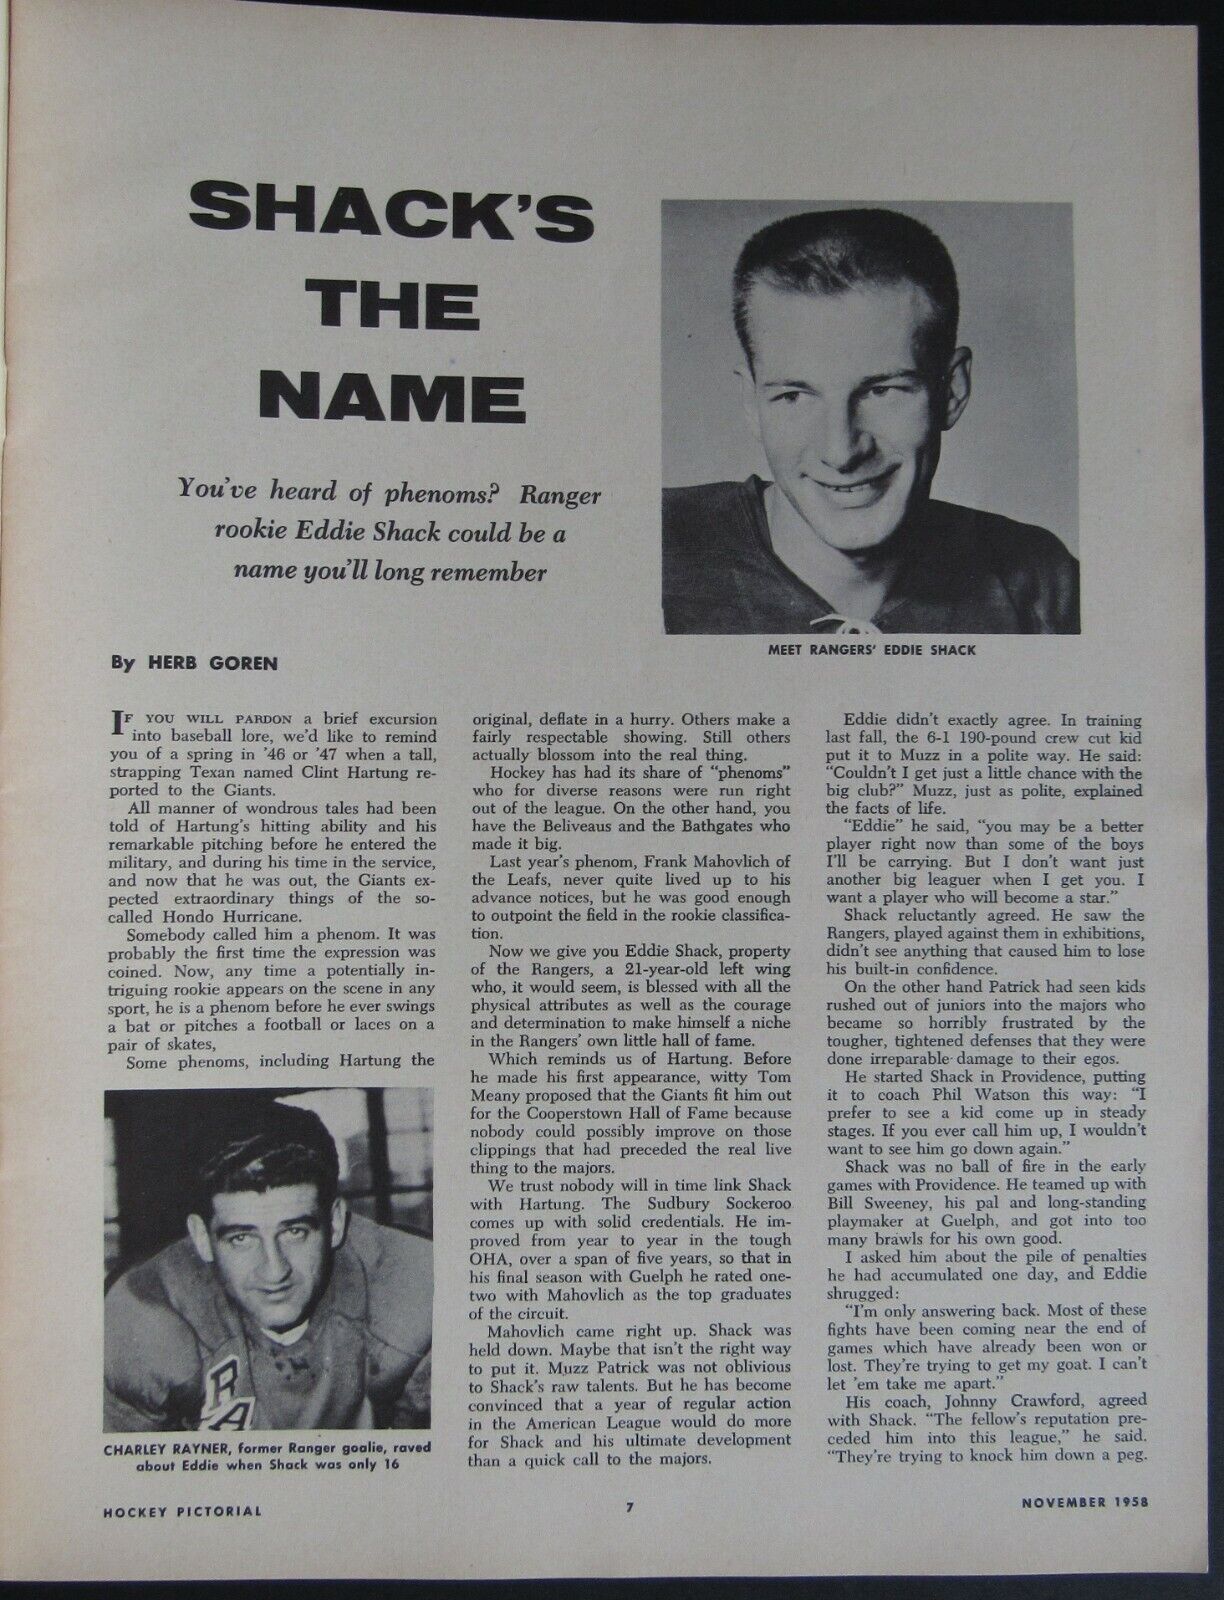 SHACK'S
THE
NAME
You've heard of phenoms? Ranger
rookie Eddie Shack could be a
name you'll long remember
MEET RANGERS' EDDIE SHACK
By HERB GOREN
IF YOU WILL PARDON a brief excursion
into baseball lore, we'd like to remind
you of a spring in '46 or '47 when a tall,
strapping Texan named Clint Hartung re-
ported to the Giants.
All manner of wondrous tales had been
told of Hartung's hitting ability and his
remarkable pitching before he entered the
military, and during his time in the service,
and now that he was out, the Giants ex-
pected extraordinary things of the so-
called Hondo Hurricane.
Somebody called him a phenom. It was
probably the first time the expression was
coined. Now, any time a potentially in-
triguing rookie appears on the scene in any
sport, he is a phenom before he ever swings
a bat or pitches a football or laces on a
pair of skates,
Some phenoms, including Hartung the
RA
CHARLEY RAYNER, former Ranger goalie, raved
about Eddie when Shack was only 16
original, deflate in a hurry. Others make a
fairly respectable showing. Still others
actually blossom into the real thing.
Hockey has had its share of "phenoms"
who for diverse reasons were run right
out of the league. On the other hand, you
have the Beliveaus and the Bathgates who
made it big.
Last year's phenom, Frank Mahovlich of
the Leafs, never quite lived up to his
advance notices, but he was good enough
to outpoint the field in the rookie classifica-
tion.
Now we give you Eddie Shack, property
of the Rangers, a 21-year-old left wing
who, it would seem, is blessed with all the
physical attributes as well as the courage
and determination to make himself a niche
in the Rangers' own little hall of fame.
Which reminds us of Hartung. Before
he made his first appearance, witty Tom
Meany proposed that the Giants fit him out
for the Cooperstown Hall of Fame because
nobody could possibly improve on those
clippings that had preceded the real live
thing to the majors.
We trust nobody will in time link Shack
with Hartung. The Sudbury Sockeroo
comes up with solid credentials. He im-
proved from year to year in the tough
OHA, over a span of five years, so that in
his final season with Guelph he rated one-
two with Mahovlich as the top graduates
of the circuit.
Mahovlich came right up. Shack was
held down. Maybe that isn't the right way
to put it. Muzz Patrick was not oblivious
to Shack's raw talents. But he has become
convinced that a year of regular action
in the American League would do more
for Shack and his ultimate development
than a quick call to the majors.
Eddie didn't exactly agree. In training
last fall, the 6-1 190-pound crew cut kid
put it to Muzz in a polite way. He said:
"Couldn't I get just a little chance with the
big club?" Muzz, just as polite, explained
the facts of life.
"Eddie" he said, "you may be a better
player right now than some of the boys
I'll be carrying. But I don't want just
another big leaguer when I get you. I
want a player who will become a star."
Shack reluctantly agreed. He saw the
Rangers, played against them in exhibitions,
didn't see anything that caused him to lose
his built-in confidence.
On the other hand Patrick had seen kids
rushed out of juniors into the majors who
became so horribly frustrated by the
tougher, tightened defenses that they were
done irreparable damage to their egos.
He started Shack in Providence, putting
it to coach Phil Watson this way: "I
prefer to see a kid come up in steady
stages. If you ever call him up, I wouldn't
want to see him go down again."
Shack was no ball of fire in the early
games with Providence. He teamed up with
Bill Sweeney, his pal and long-standing
playmaker at Guelph, and got into too
many brawls for his own good.
I asked him about the pile of penalties
he had accumulated one day, and Eddie
shrugged:
"I'm only answering back. Most of these
fights have been coming near the end of
games which have already been won or
lost. They're trying to get my goat. I can't
let 'em take me apart."
His coach, Johnny Crawford, agreed
with Shack. "The fellow's reputation pre-
ceded him into this league," he said.
"They're trying to knock him down a peg.
HOCKEY PICTORIAL
7
NOVEMBER 1958